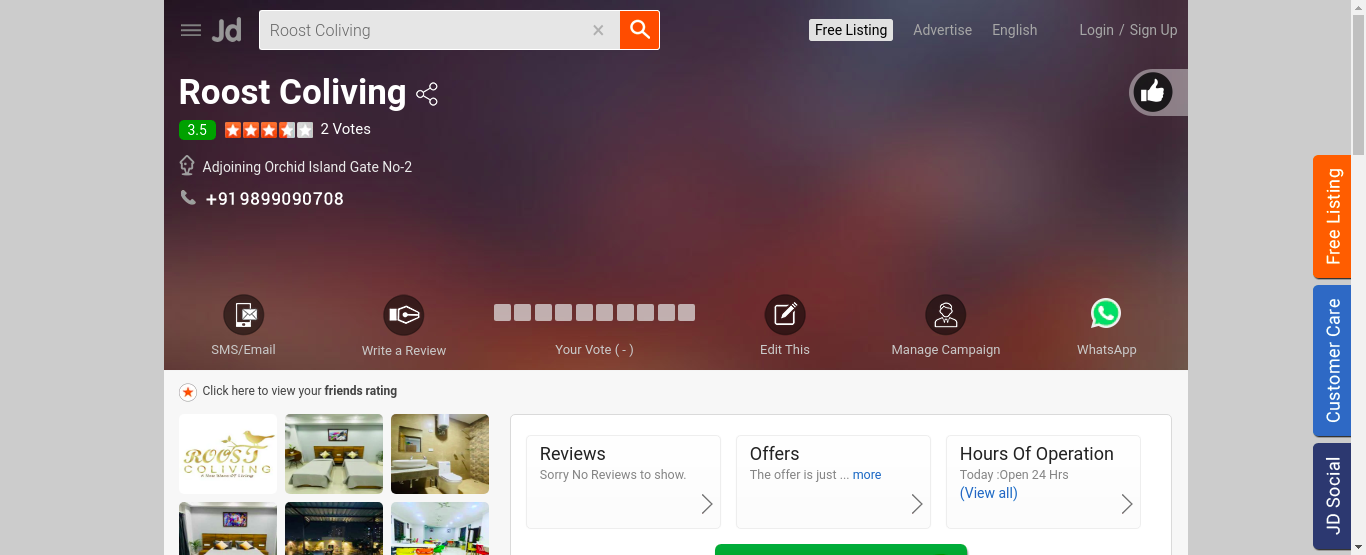 Jd
Roost Coliving
Free Listing
Advertise
English
Login / Sign Up
Roost Coliving
3.5
2 Votes
Adjoining Orchid Island Gate No-2
+91 9899090708
SMS/Email
Write a Review
Your Vote ( - )
Edit This
Manage Campaign
WhatsApp
Free Listing
Customer Care
JD Social
Click here to view your friends rating
ROOST
COLIVING
Reviews
Sorry No Reviews to show.
Offers
The offer is just ... more
Hours Of Operation
Today :Open 24 Hrs
(View all)